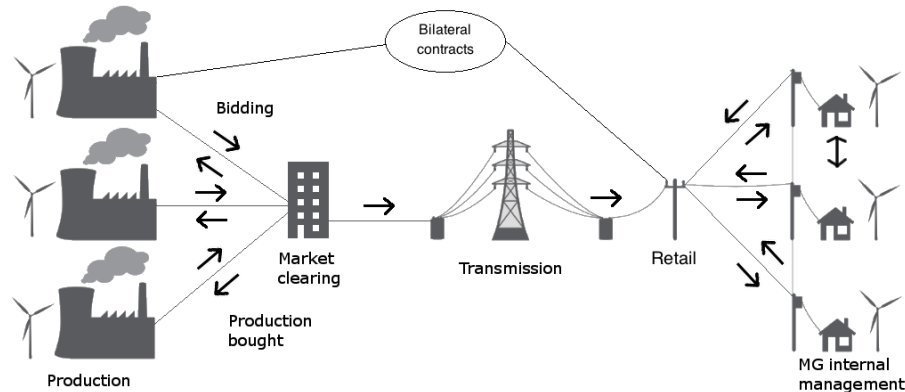 Bilateral
contracts
Bidding
Market
clearing
Transmission
Retail
Production
bought
Production
MG internal
management